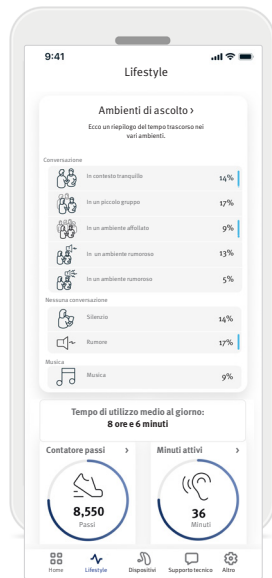 9:41
Lifestyle
Ambienti di ascolto ›
Ecco un riepilogo del tempo trascorso nei
vari ambienti.
Conversazione
In contesto tranquillo 14%
In un piccolo gruppo 17%
In un ambiente affollato 9%
In un ambiente rumoroso 13%
In un ambiente rumoroso 5%
Nessuna conversazione
Silenzio 14%
Rumore 17%
Musica
Musica 9%
Tempo di utilizzo medio al giorno:
8 ore e 6 minuti
Contatore passi › Minuti attivi ›
8,550 36
Passi Minuti
Home Lifestyle Dispositivi Supporto tecnico Altro